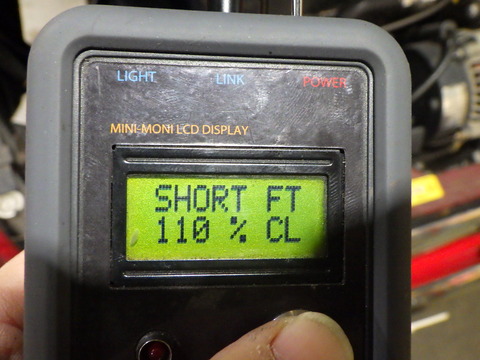 LIGHT LINK POWER
MINI-MONI LCD DISPLAY
SHORT FT
110 % CL